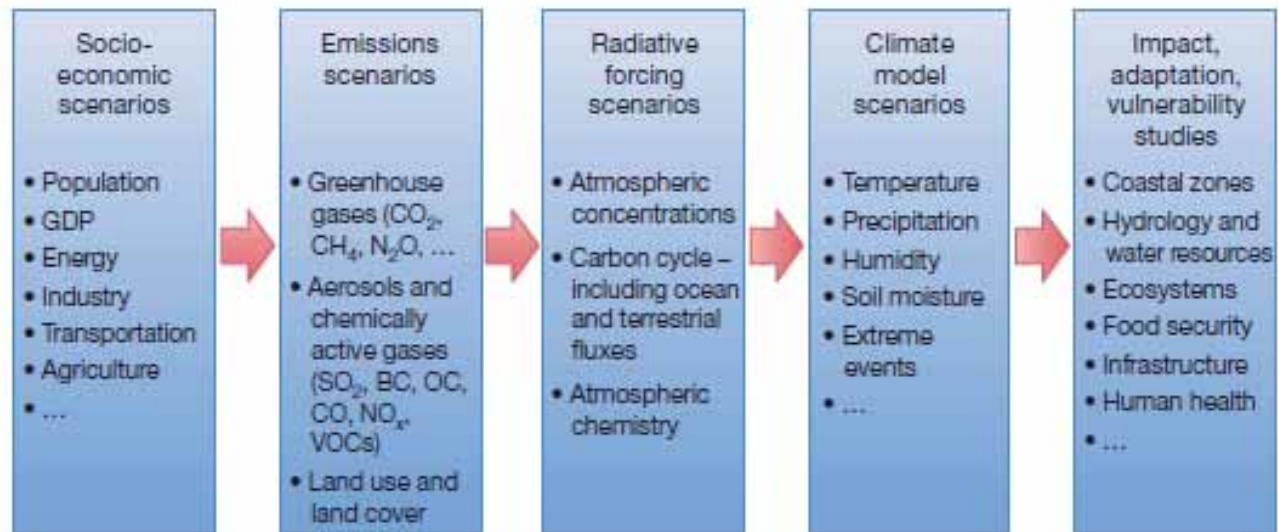 Socio-
economic
scenarios
• Population
• GDP
• Energy
• Industry
• Transportation
• Agriculture
• ...
Emissions
scenarios
• Greenhouse
gases (CO₂,
CH₄, N₂O, ...
• Aerosols and
chemically
active gases
(SO₂, BC, OC,
CO, NOₓ,
VOCs)
• Land use and
land cover
Radiative
forcing
scenarios
• Atmospheric
concentrations
• Carbon cycle –
including ocean
and terrestrial
fluxes
• Atmospheric
chemistry
Climate
model
scenarios
• Temperature
• Precipitation
• Humidity
• Soil moisture
• Extreme
events
• ...
Impact,
adaptation,
vulnerability
studies
• Coastal zones
• Hydrology and
water resources
• Ecosystems
• Food security
• Infrastructure
• Human health
• ...